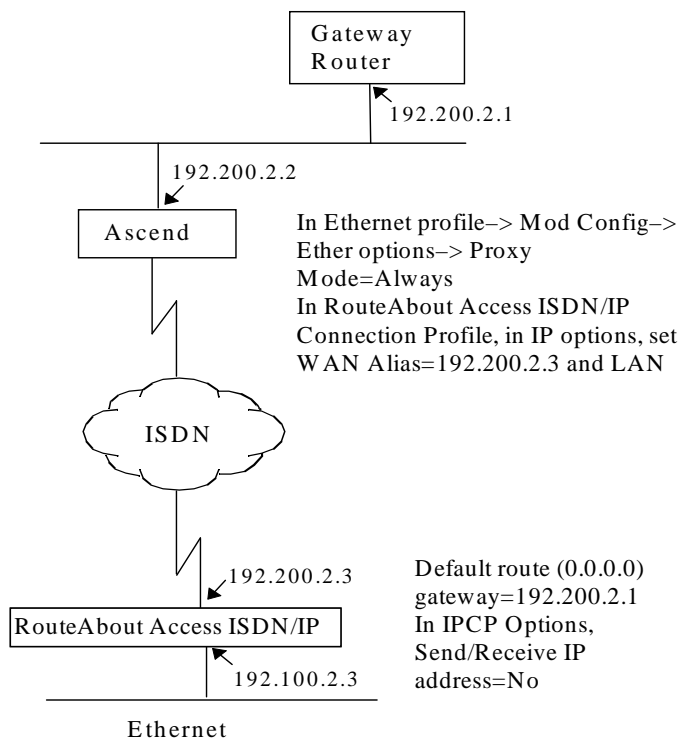 Gateway
Router
192.200.2.1
192.200.2.2
Ascend
In Ethernet profile–> Mod Config–>
Ether options–> Proxy
Mode=Always
In RouteAbout Access ISDN/IP
Connection Profile, in IP options, set
WAN Alias=192.200.2.3 and LAN
ISDN
192.200.2.3
RouteAbout Access ISDN/IP
192.100.2.3
Default route (0.0.0.0)
gateway=192.200.2.1
In IPCP Options,
Send/Receive IP
address=No
Ethernet